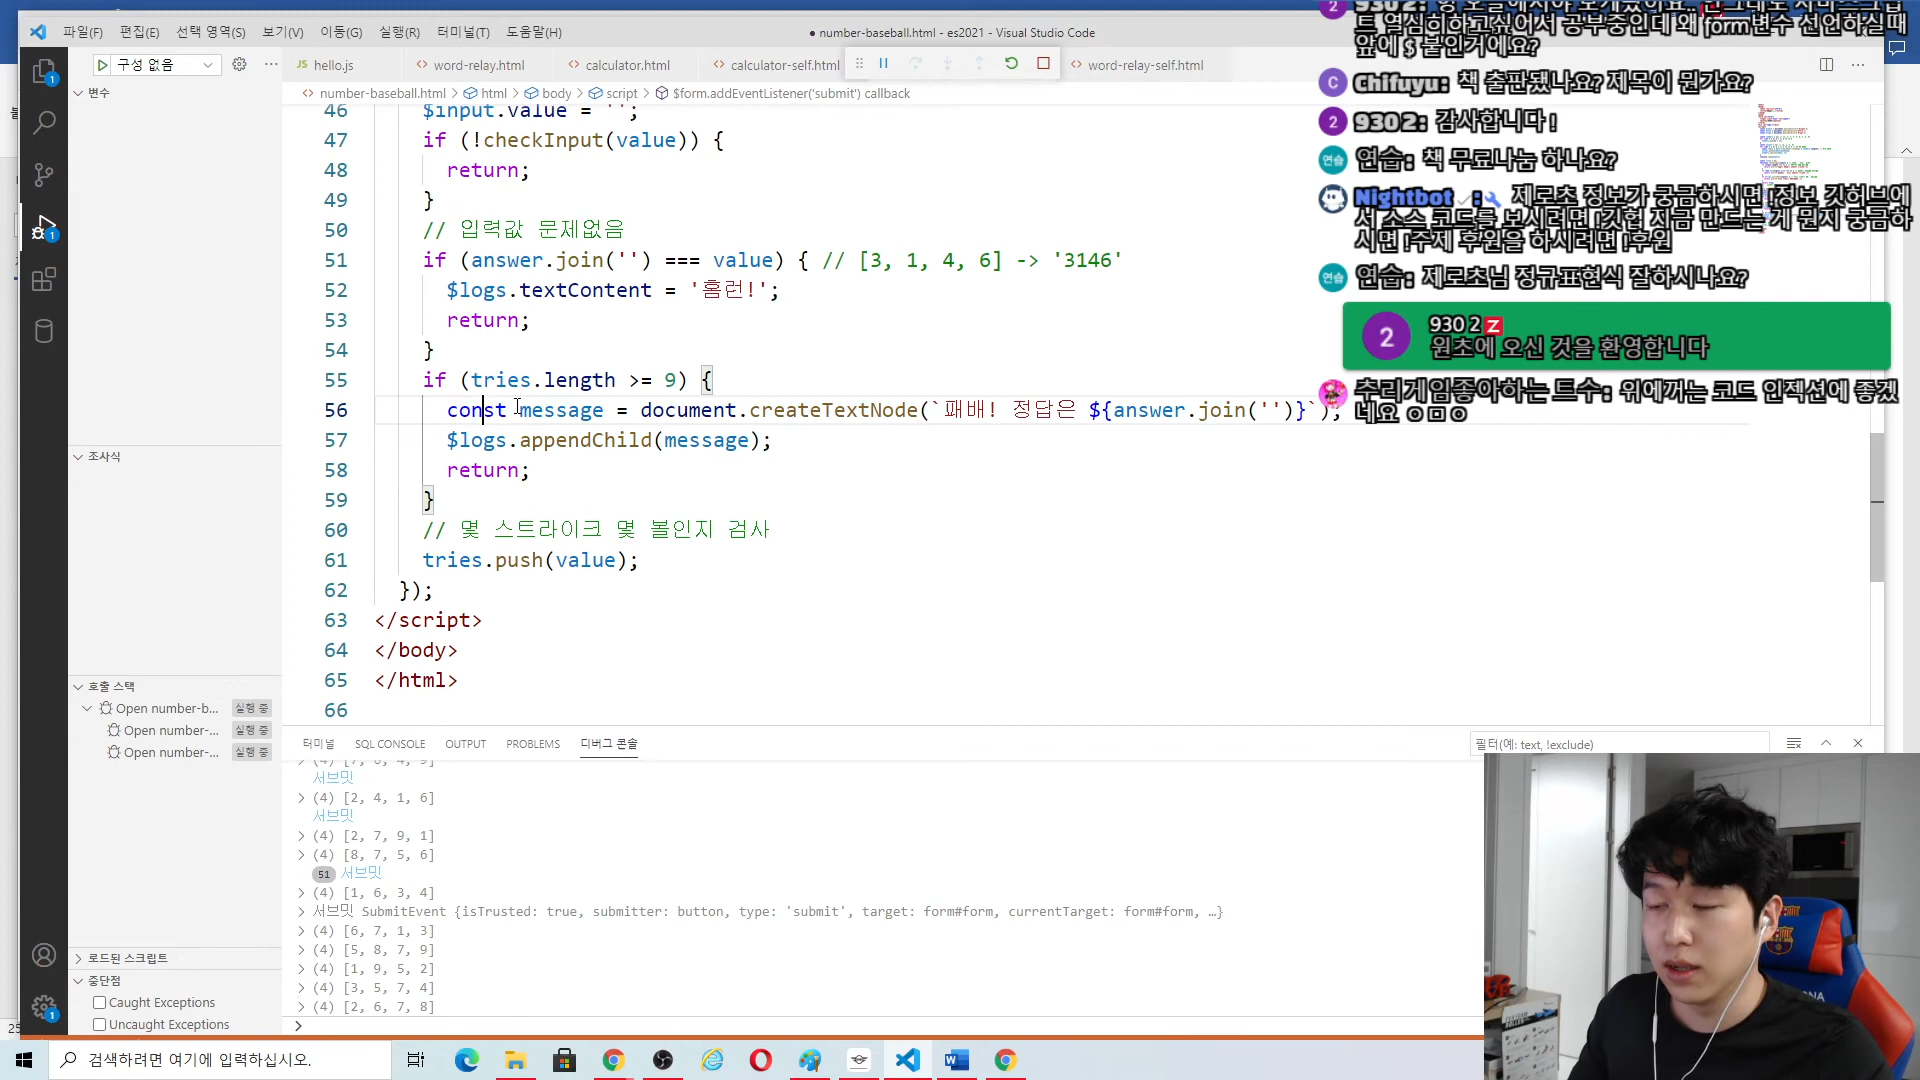 파일(F) 편집(E) 선택 영역(S) 보기(V) 이동(G) 실행(R) 터미널(T) 도움말(H)
● number-baseball.html - es2021 - Visual Studio Code
구성 없음
JS hello.js
<> word-relay.html
<> calculator.html
<> calculator-self.html
<> word-relay-self.html
number-baseball.html > html > body > script > $form.addEventListener('submit') callback
변수
조사식
호출 스택
Open number-b... 실행 중
Open number-... 실행 중
Open number-... 실행 중
로드된 스크립트
중단점
Caught Exceptions
Uncaught Exceptions
46 $input.value = '';
47 if (!checkInput(value)) {
48 return;
49 }
50 // 입력값 문제없음
51 if (answer.join('') === value) { // [3, 1, 4, 6] -> '3146'
52 $logs.textContent = '홈런!';
53 return;
54 }
55 if (tries.length >= 9) {
56 const message = document.createTextNode(`패배! 정답은 ${answer.join('')}`);
57 $logs.appendChild(message);
58 return;
59 }
60 // 몇 스트라이크 몇 볼인지 검사
61 tries.push(value);
62 });
63 </script>
64 </body>
65 </html>
66
터미널 SQL CONSOLE OUTPUT PROBLEMS 디버그 콘솔
필터(예: text, !exclude)
서브밋
> (4) [2, 4, 1, 6]
서브밋
> (4) [2, 7, 9, 1]
> (4) [8, 7, 5, 6]
51 서브밋
> (4) [1, 6, 3, 4]
> 서브밋 SubmitEvent {isTrusted: true, submitter: button, type: 'submit', target: form#form, currentTarget: form#form, …}
> (4) [6, 7, 1, 3]
> (4) [5, 8, 7, 9]
> (4) [1, 9, 5, 2]
> (4) [3, 5, 7, 4]
> (4) [2, 6, 7, 8]
>
트 열심히하고싶어서 공부중인데 왜 form변수 선언하실때
앞에 $ 붙인거에요?
Chifuyu: 책 출판됐나요? 제목이 뭔가요?
930 2: 감사합니다 !
연습: 책 무료나눔 하나요?
Nightbot : 제로초 정보가 궁금하시면 !정보 깃허브에
서 소스 코드를 보시려면 !깃헙 지금 만드는 게 뭔지 궁금하
시면 !주제 후원을 하시려면 !후원
연습: 제로초님 정규표현식 잘하시나요?
2 930 2 Z
원초에 오신 것을 환영합니다
추리게임좋아하는 트수: 위에꺼는 코드 인젝션에 좋겠
네요 ㅇㅁㅇ
검색하려면 여기에 입력하십시오.